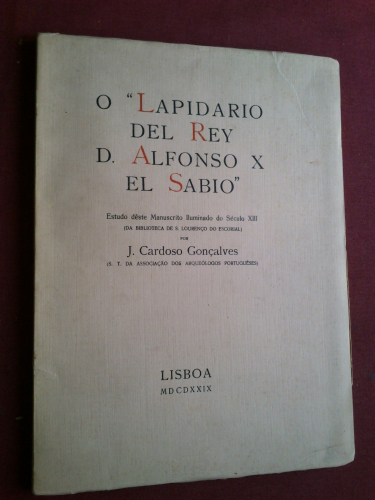 O "LAPIDARIO
DEL REY
D. ALFONSO X
EL SABIO"
Estudo dêste Manuscrito Iluminado do Século XIII
(DA BIBLIOTECA DE S. LOURENÇO DO ESCORIAL)
POR
J. Cardoso Gonçalves
(S. T. DA ASSOCIAÇÃO DOS ARQUEÓLOGOS PORTUGUÊSES)
LISBOA
MDCDXXIX